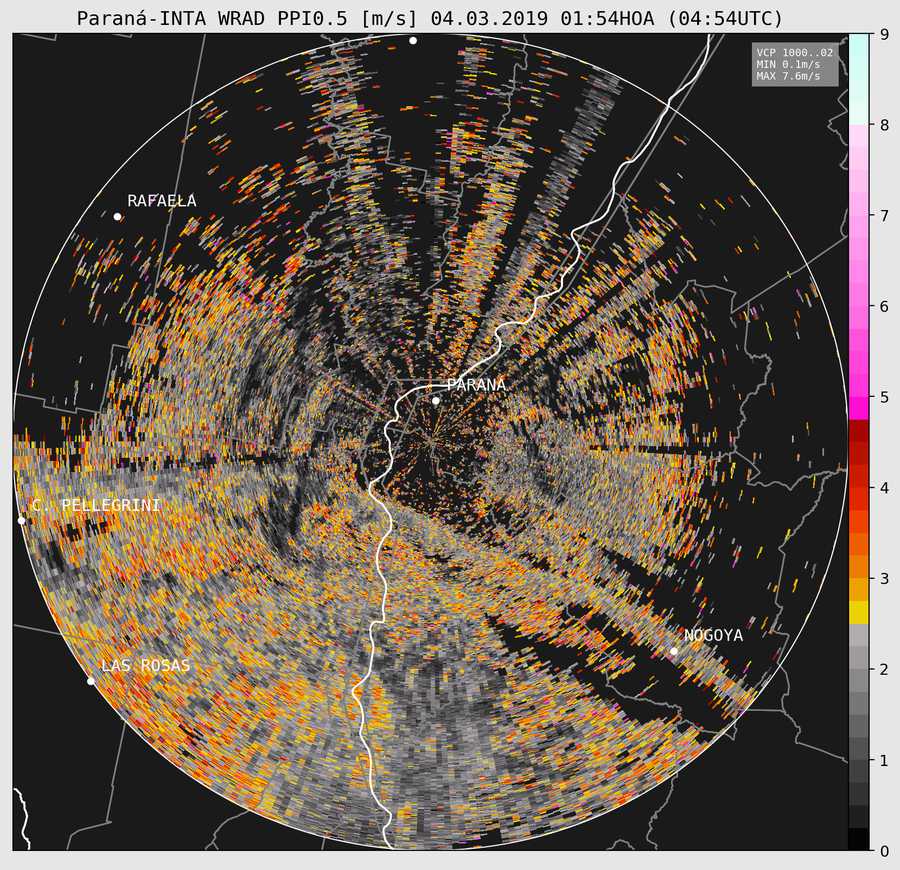 Paraná-INTA WRAD PPI0.5 [m/s] 04.03.2019 01:54HOA (04:54UTC)
VCP 1000..02
MIN 0.1m/s
MAX 7.6m/s
RAFAELA
PARANÁ
C. PELLEGRINI
NOGOYA
LAS ROSAS
9
8
7
6
5
4
3
2
1
0